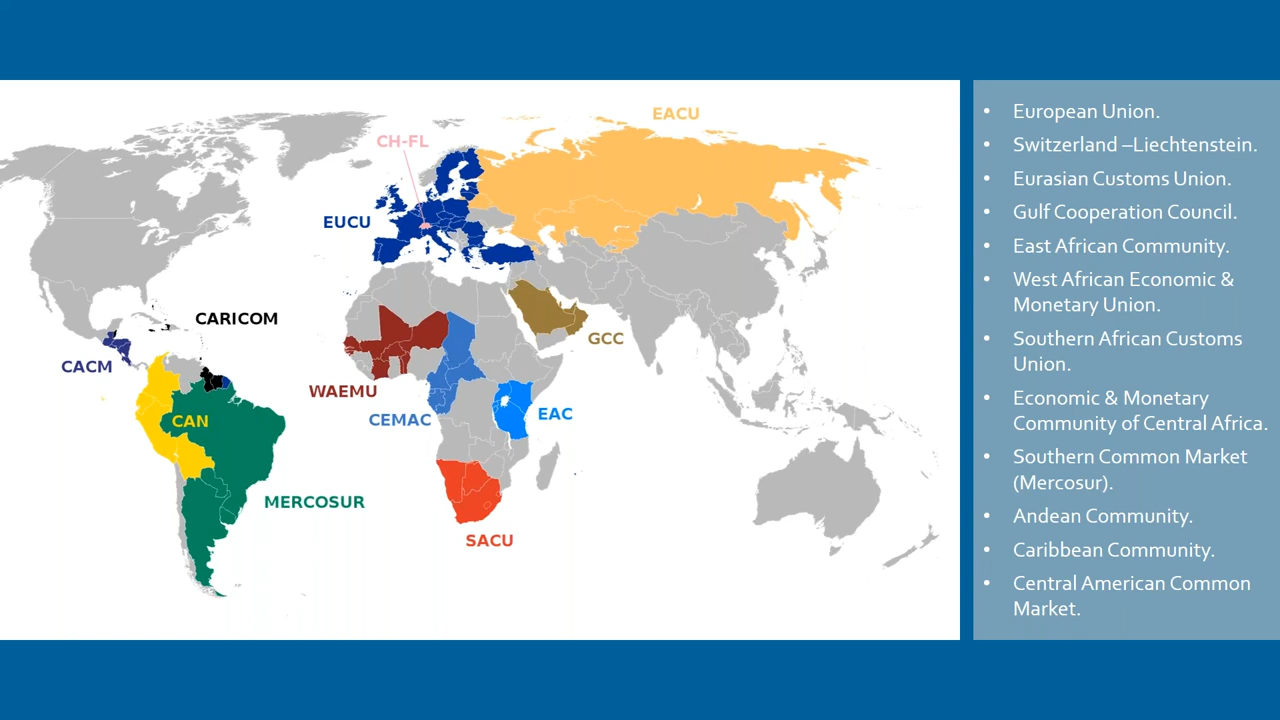 EACU
CH-FL
EUCU
CARICOM
GCC
CACM
WAEMU
CEMAC
EAC
CAN
MERCOSUR
SACU
• European Union.
• Switzerland –Liechtenstein.
• Eurasian Customs Union.
• Gulf Cooperation Council.
• East African Community.
• West African Economic &
Monetary Union.
• Southern African Customs
Union.
• Economic & Monetary
Community of Central Africa.
• Southern Common Market
(Mercosur).
• Andean Community.
• Caribbean Community.
• Central American Common
Market.